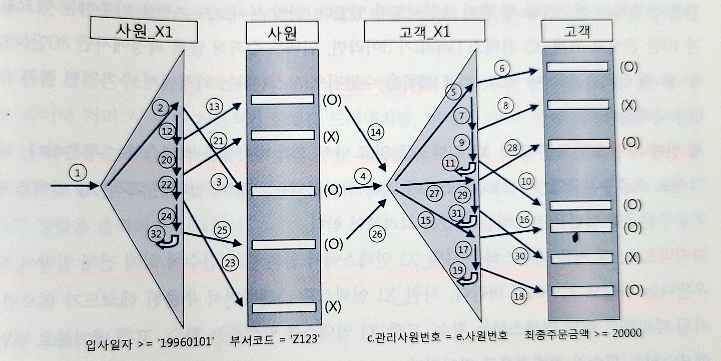 사원_X1
사원
고객_X1
고객
1
2
12
20
22
24
32
13
21
3
25
23
(O)
(X)
(O)
(O)
(X)
14
4
26
5
7
9
11
27
29
31
15
17
19
6
8
28
10
16
30
18
(O)
(X)
(O)
(O)
(O)
(X)
(O)
입사일자 >= '19960101'
부서코드 = 'Z123'
c.관리사원번호 = e.사원번호
최종주문금액 >= 20000